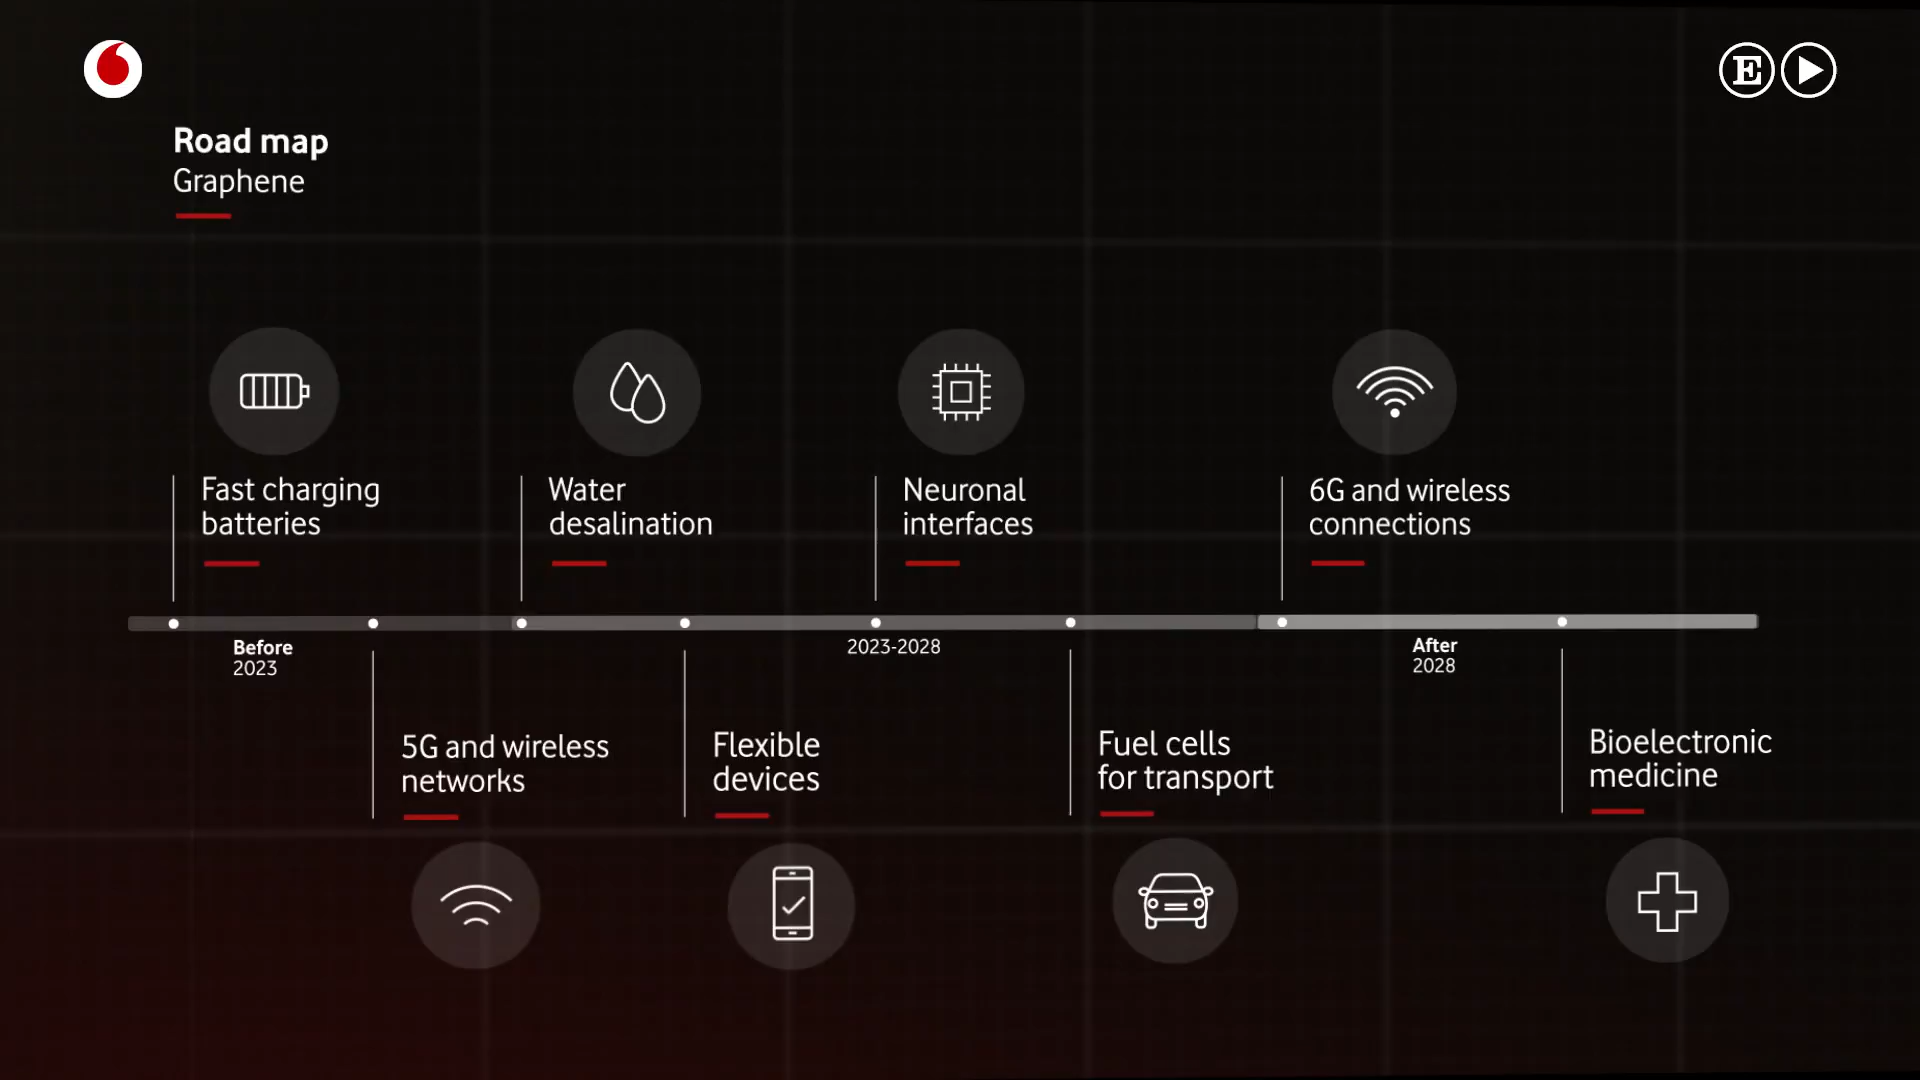 E
Road map
Graphene
Fast charging
batteries
Water
desalination
Neuronal
interfaces
6G and wireless
connections
Before
2023
2023-2028
After
2028
5G and wireless
networks
Flexible
devices
Fuel cells
for transport
Bioelectronic
medicine